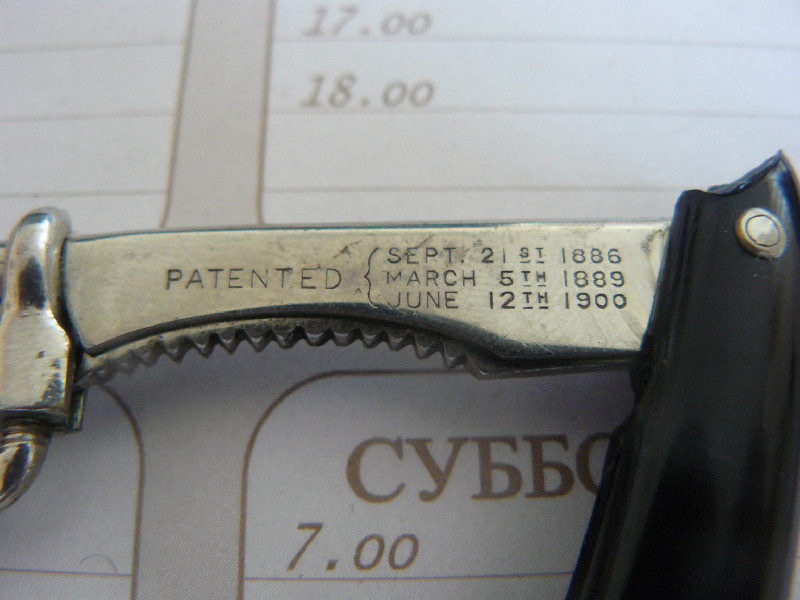 17.00
18.00
PATENTED
SEPT. 21ST 1886
MARCH 5TH 1889
JUNE 12TH 1900
СУББО
7.00